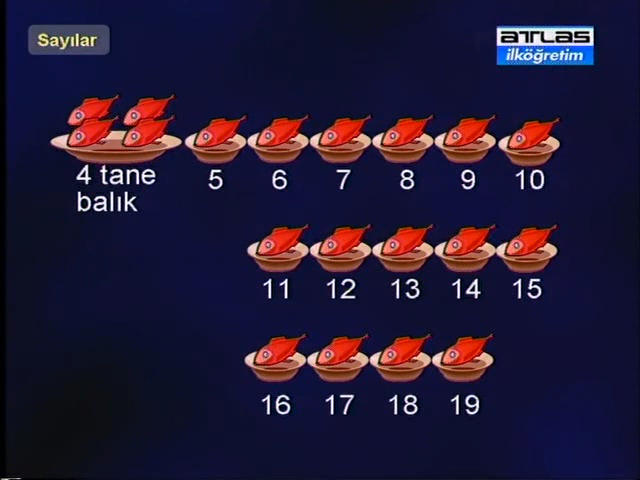 Sayılar
ATLAS
ilköğretim
4 tane
balık
5 6 7 8 9 10
11 12 13 14 15
16 17 18 19